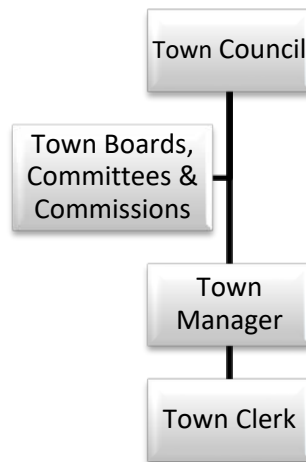 Town Council
Town Boards,
Committees &
Commissions
Town
Manager
Town Clerk